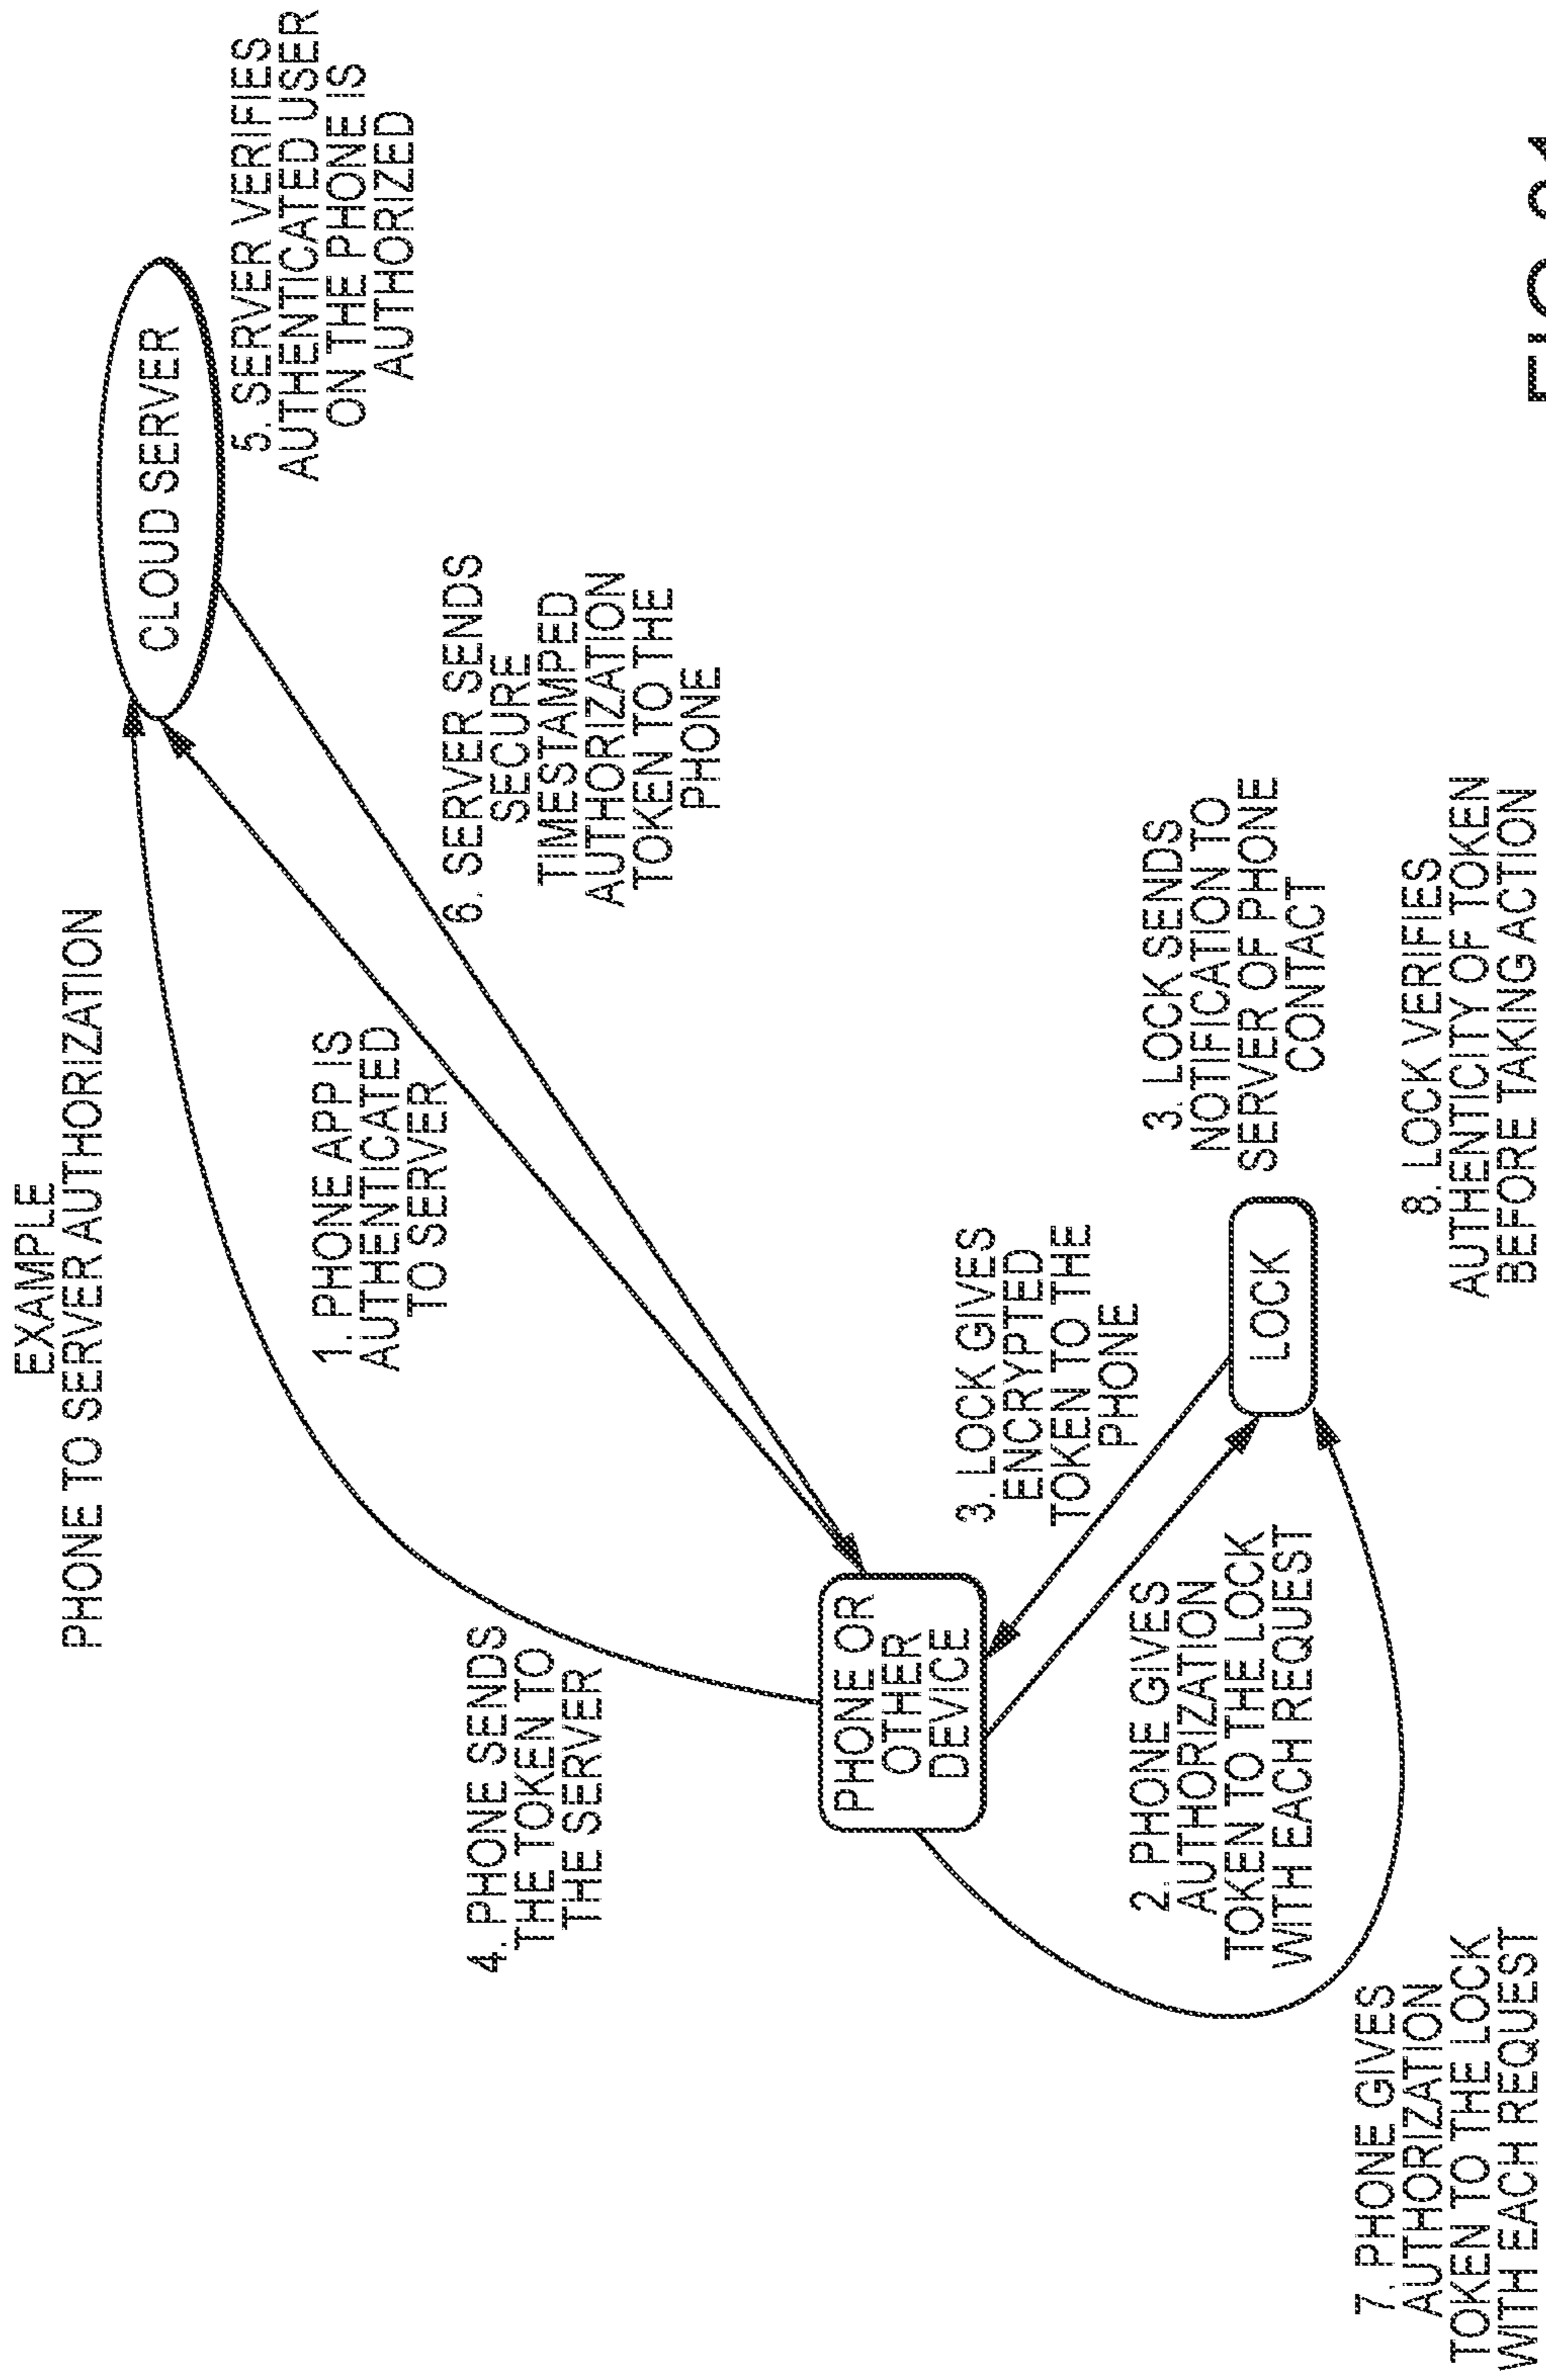 EXAMPLE
PHONE TO SERVER AUTHORIZATION
CLOUD SERVER
1. PHONE APP IS
AUTHENTICATED
TO SERVER
5. SERVER VERIFIES
AUTHENTICATED USER
ON THE PHONE IS
AUTHORIZED
4. PHONE SENDS
THE TOKEN TO
THE SERVER
6. SERVER SENDS
SECURE
TIMESTAMPED
AUTHORIZATION
TOKEN TO THE
PHONE
PHONE OR
OTHER
DEVICE
3. LOCK GIVES
ENCRYPTED
TOKEN TO THE
PHONE
2. PHONE GIVES
AUTHORIZATION
TOKEN TO THE LOCK
WITH EACH REQUEST
LOCK
3. LOCK SENDS
NOTIFICATION TO
SERVER OF PHONE
CONTACT
7. PHONE GIVES
AUTHORIZATION
TOKEN TO THE LOCK
WITH EACH REQUEST
8. LOCK VERIFIES
AUTHENTICITY OF TOKEN
BEFORE TAKING ACTION